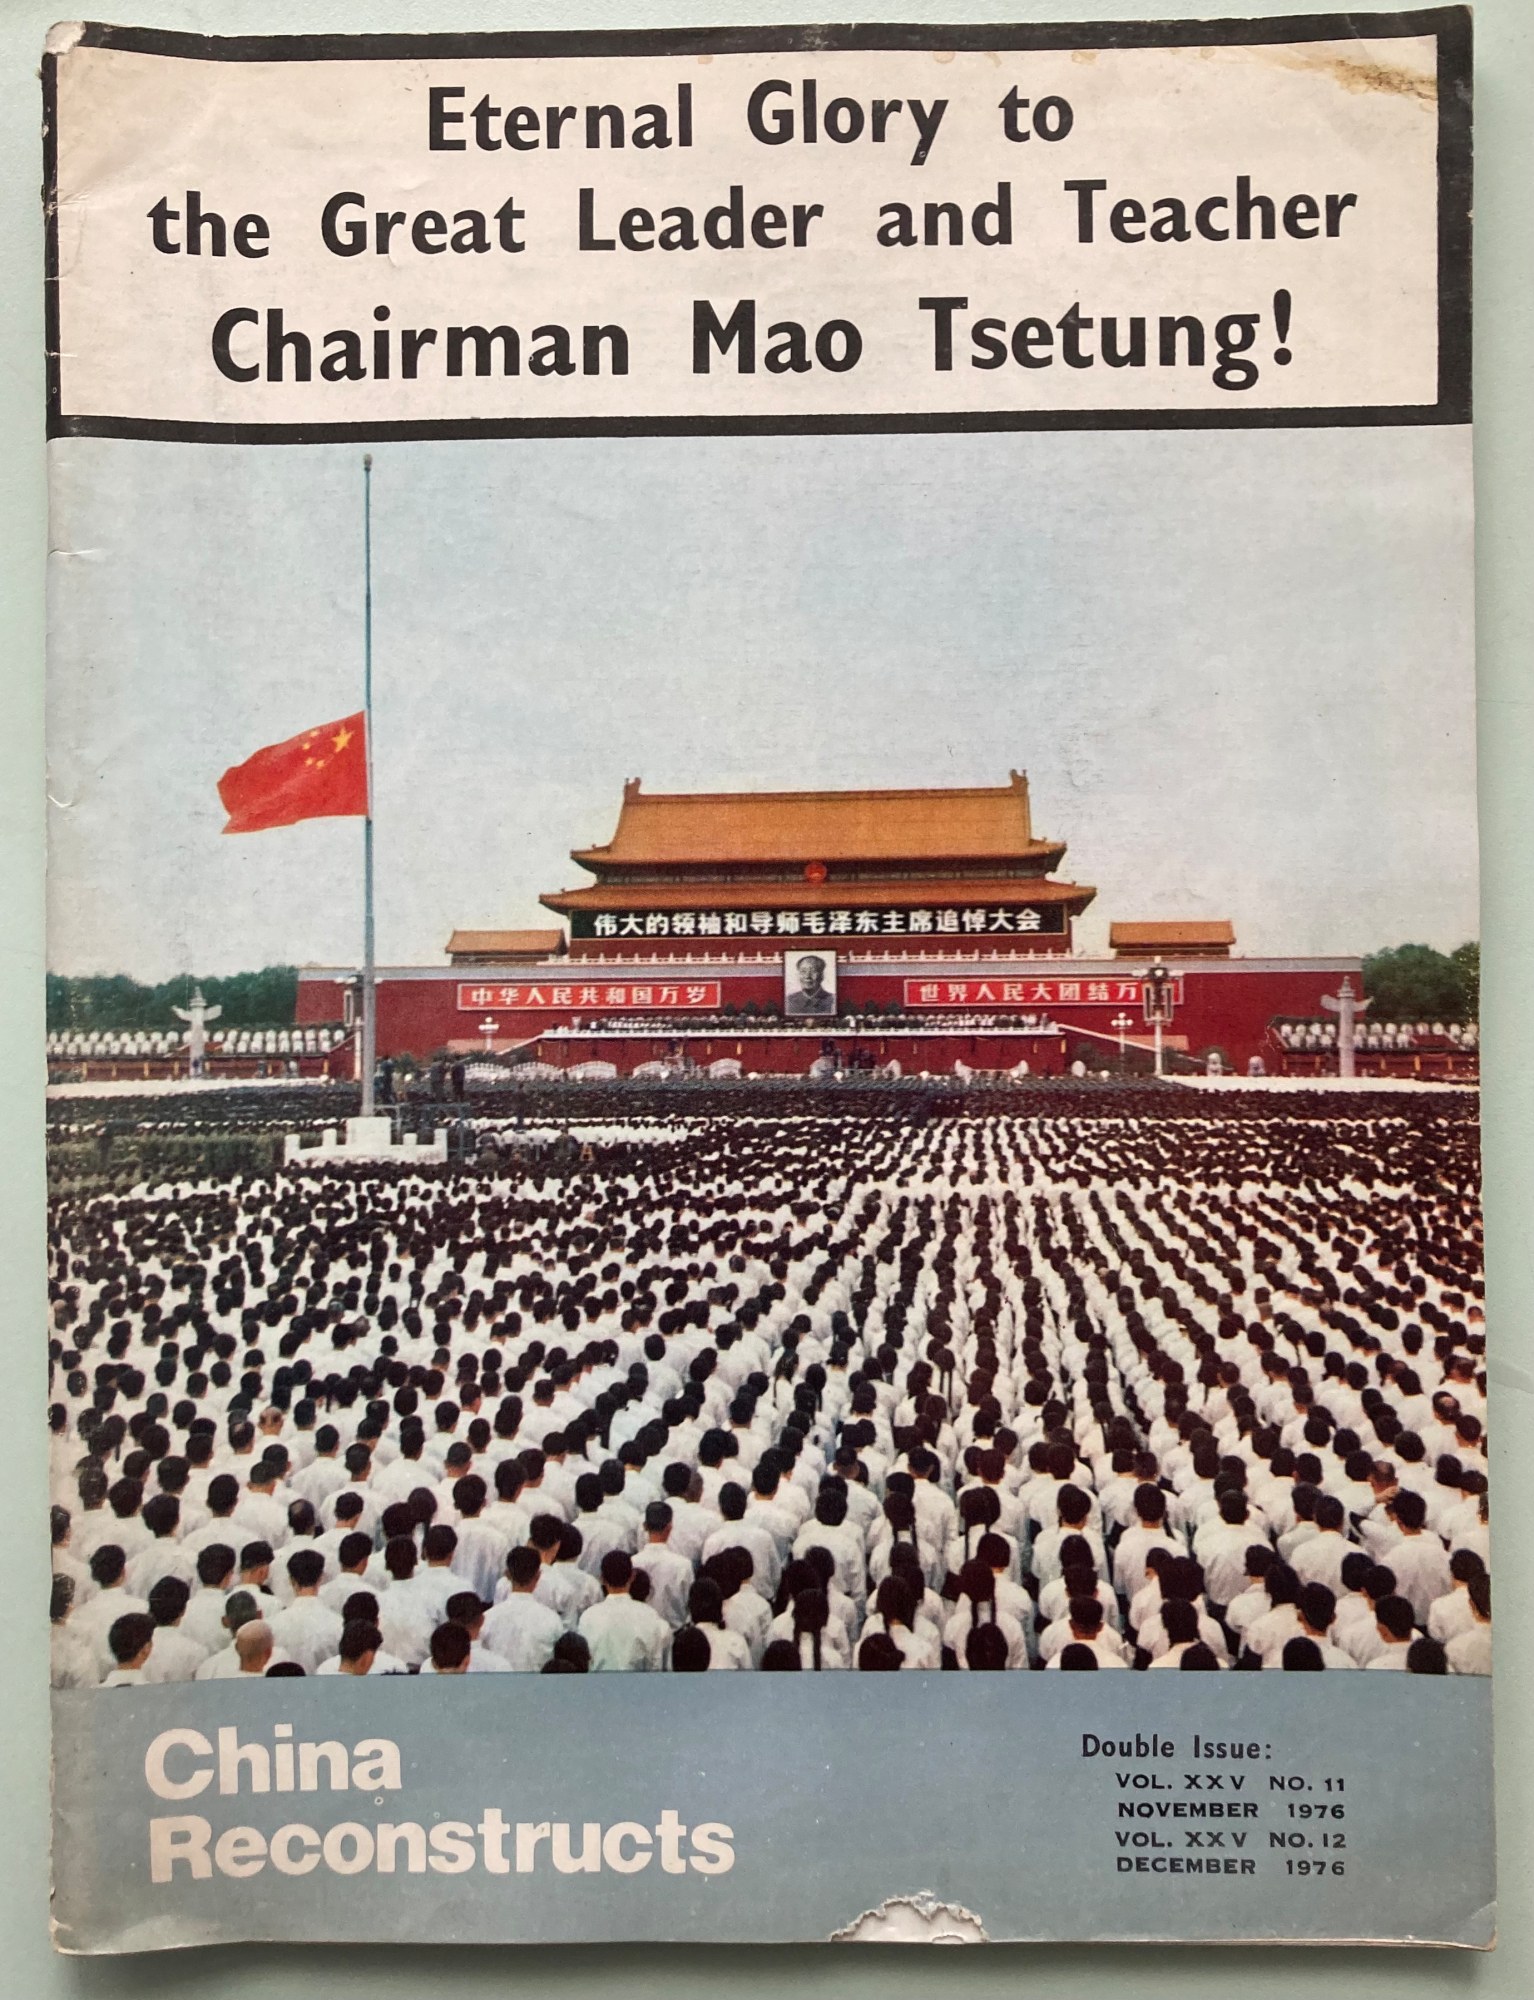 Eternal Glory to
the Great Leader and Teacher
Chairman Mao Tsetung!
伟大的领袖和导师毛泽东主席追悼大会
中华人民共和国万岁
世界人民大团结万
China
Reconstructs
Double Issue:
VOL. XXV NO. 11
NOVEMBER 1976
VOL. XXV NO. 12
DECEMBER 1976